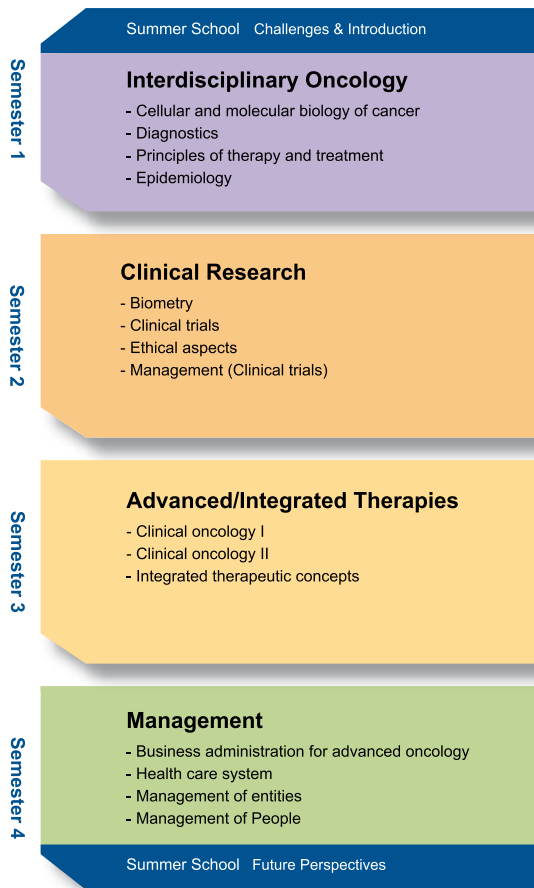 Summer School Challenges & Introduction
Semester 1
Interdisciplinary Oncology
- Cellular and molecular biology of cancer
- Diagnostics
- Principles of therapy and treatment
- Epidemiology
Semester 2
Clinical Research
- Biometry
- Clinical trials
- Ethical aspects
- Management (Clinical trials)
Semester 3
Advanced/Integrated Therapies
- Clinical oncology I
- Clinical oncology II
- Integrated therapeutic concepts
Semester 4
Management
- Business administration for advanced oncology
- Health care system
- Management of entities
- Management of People
Summer School Future Perspectives